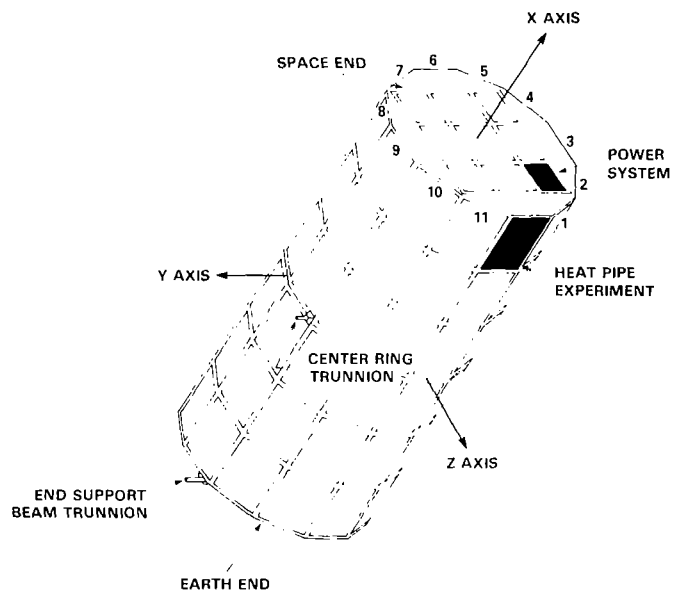 X AXIS
SPACE END
7
6
5
4
8
3
9
POWER
SYSTEM
2
10
11
1
Y AXIS
HEAT PIPE
EXPERIMENT
CENTER RING
TRUNNION
Z AXIS
END SUPPORT
BEAM TRUNNION
EARTH END